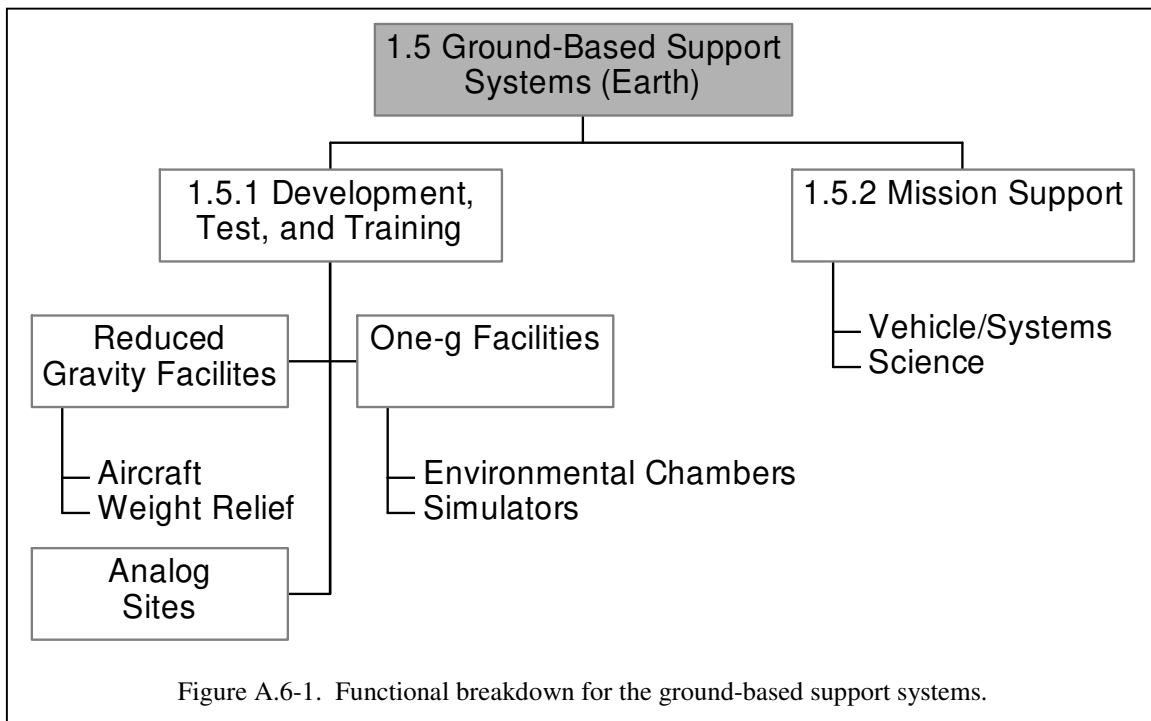 1.5 Ground-Based Support
Systems (Earth)
1.5.1 Development,
Test, and Training
1.5.2 Mission Support
Reduced
Gravity Facilites
One-g Facilities
Vehicle/Systems
Science
Aircraft
Weight Relief
Environmental Chambers
Simulators
Analog
Sites
Figure A.6-1. Functional breakdown for the ground-based support systems.